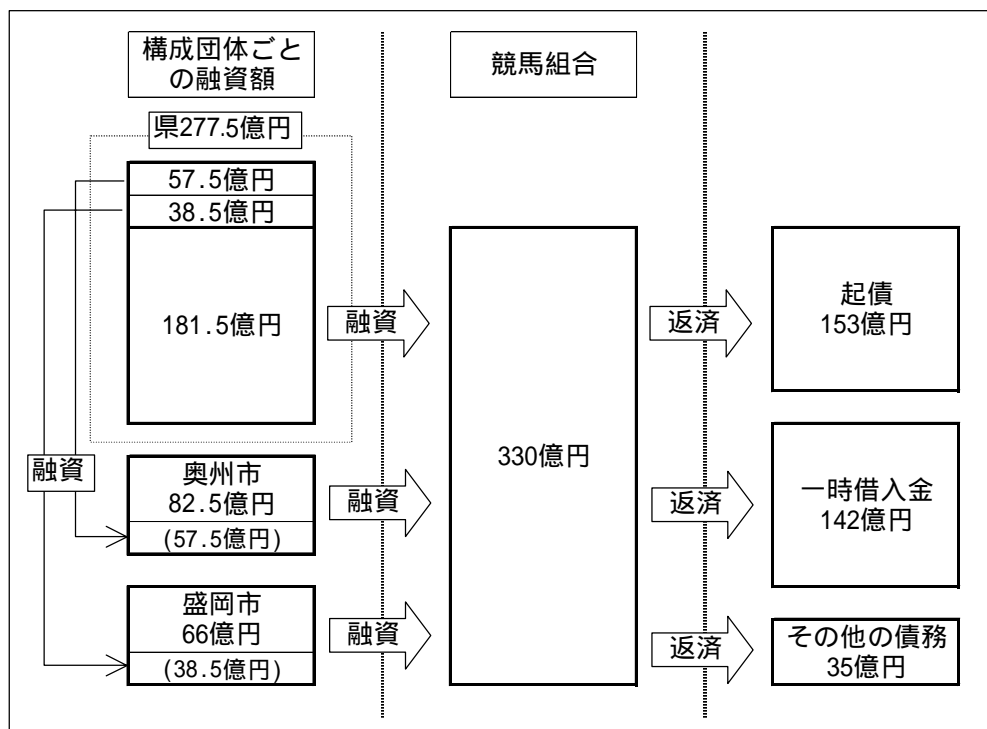 構成団体ごと
の融資額
競馬組合
県277.5億円
57.5億円
38.5億円
181.5億円
融資
返済
起債
153億円
330億円
融資
奥州市
82.5億円
(57.5億円)
融資
返済
一時借入金
142億円
盛岡市
66億円
(38.5億円)
融資
返済
その他の債務
35億円